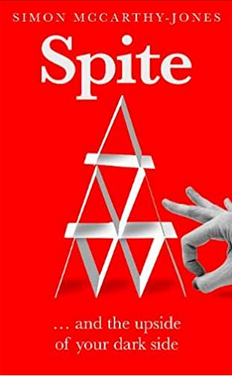 SIMON MCCARTHY-JONES
Spite
... and the upside
of your dark side